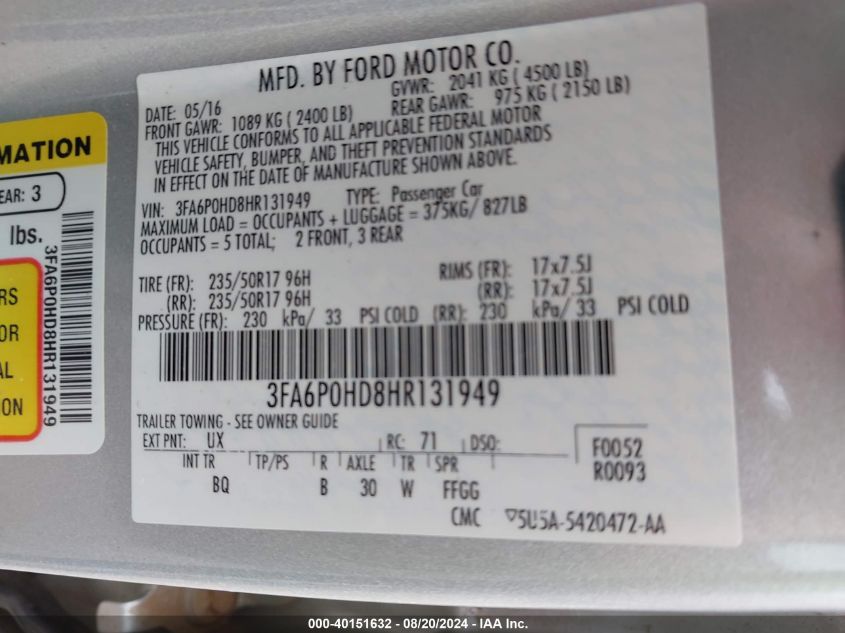 MATION
EAR: 3
lbs.
3FA6P0HD8HR131949
RS
OR
AL
ON
MFD. BY FORD MOTOR CO.
DATE: 05/16 GVWR: 2041 KG ( 4500 LB)
FRONT GAWR: 1089 KG ( 2400 LB) REAR GAWR: 975 KG ( 2150 LB)
THIS VEHICLE CONFORMS TO ALL APPLICABLE FEDERAL MOTOR
VEHICLE SAFETY, BUMPER, AND THEFT PREVENTION STANDARDS
IN EFFECT ON THE DATE OF MANUFACTURE SHOWN ABOVE.
VIN: 3FA6P0HD8HR131949 TYPE: Passenger Car
MAXIMUM LOAD = OCCUPANTS + LUGGAGE = 375KG/ 827LB
OCCUPANTS = 5 TOTAL; 2 FRONT, 3 REAR
TIRE (FR): 235/50R17 96H RIMS (FR): 17x7.5J
(RR): 235/50R17 96H (RR): 17x7.5J
PRESSURE (FR): 230 kPa/ 33 PSI COLD (RR): 230 kPa/ 33 PSI COLD
3FA6P0HD8HR131949
TRAILER TOWING - SEE OWNER GUIDE
EXT PNT: UX RC: 71 DSO: F0052
INT TR TP/PS R AXLE TR SPR R0093
BQ B 30 W FFGG
CMC ▽5U5A-5420472-AA
000-40151632 - 08/20/2024 - IAA Inc.